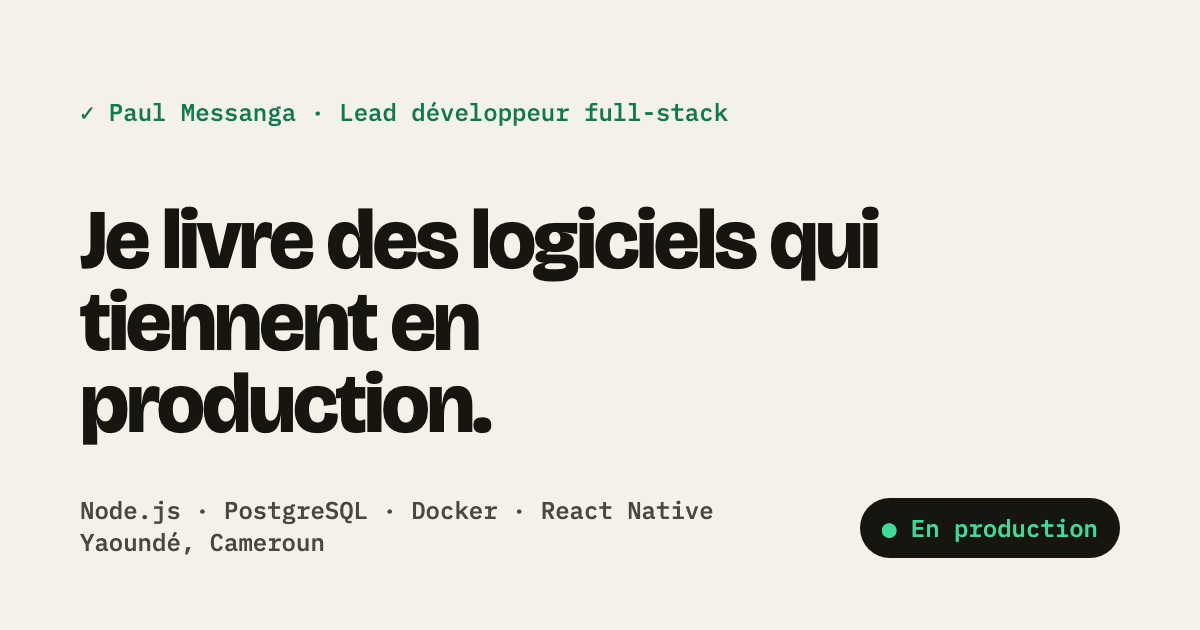 ✓ Paul Messanga · Lead développeur full-stack
Je livre des logiciels qui
tiennent en
production.
Node.js · PostgreSQL · Docker · React Native
Yaoundé, Cameroun
● En production